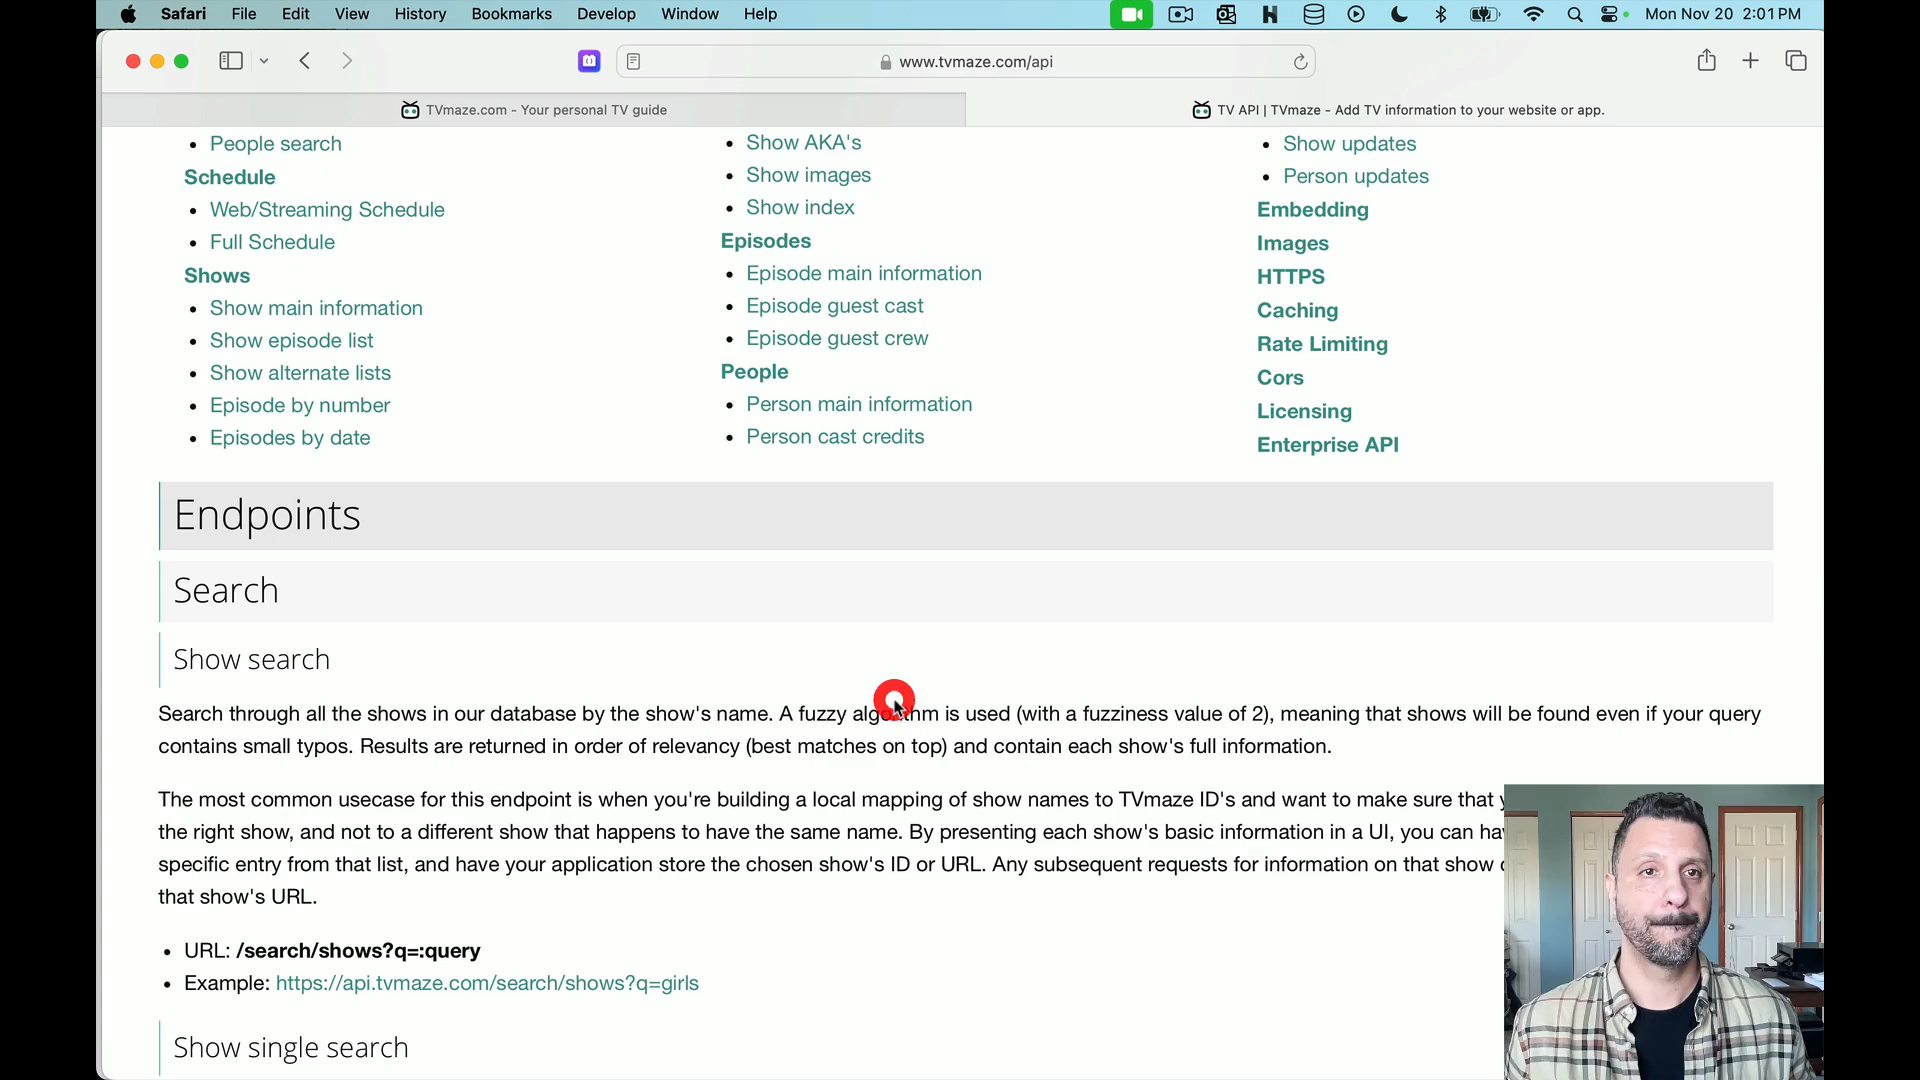 Safari File Edit View History Bookmarks Develop Window Help Mon Nov 20 2:01 PM
www.tvmaze.com/api
TVmaze.com - Your personal TV guide
TV API | TVmaze - Add TV information to your website or app.
People search
Schedule
Web/Streaming Schedule
Full Schedule
Shows
Show main information
Show episode list
Show alternate lists
Episode by number
Episodes by date
Show AKA's
Show images
Show index
Episodes
Episode main information
Episode guest cast
Episode guest crew
People
Person main information
Person cast credits
Show updates
Person updates
Embedding
Images
HTTPS
Caching
Rate Limiting
Cors
Licensing
Enterprise API
Endpoints
Search
Show search
Search through all the shows in our database by the show's name. A fuzzy algorithm is used (with a fuzziness value of 2), meaning that shows will be found even if your query
contains small typos. Results are returned in order of relevancy (best matches on top) and contain each show's full information.
The most common usecase for this endpoint is when you're building a local mapping of show names to TVmaze ID's and want to make sure that
the right show, and not to a different show that happens to have the same name. By presenting each show's basic information in a UI, you can
specific entry from that list, and have your application store the chosen show's ID or URL. Any subsequent requests for information on that show
that show's URL.
URL: /search/shows?q=:query
Example: https://api.tvmaze.com/search/shows?q=girls
Show single search